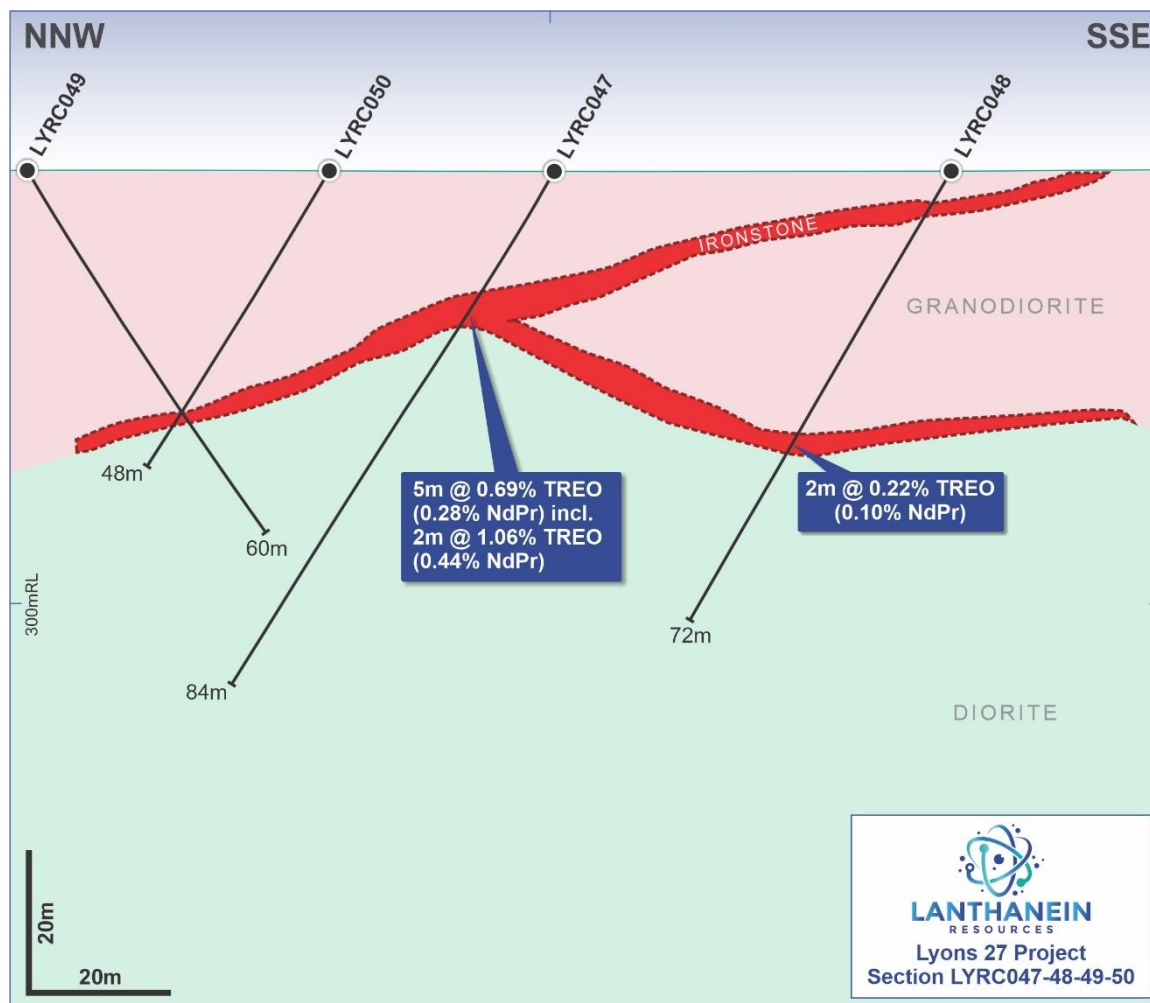 NNW
SSE
LYRC049
LYRC050
LYRC047
LYRC048
IRONSTONE
GRANODIORITE
48m
60m
5m @ 0.69% TREO
(0.28% NdPr) incl.
2m @ 1.06% TREO
(0.44% NdPr)
2m @ 0.22% TREO
(0.10% NdPr)
300mRL
84m
72m
DIORITE
20m
20m
LANTHANEIN
RESOURCES
Lyons 27 Project
Section LYRC047-48-49-50